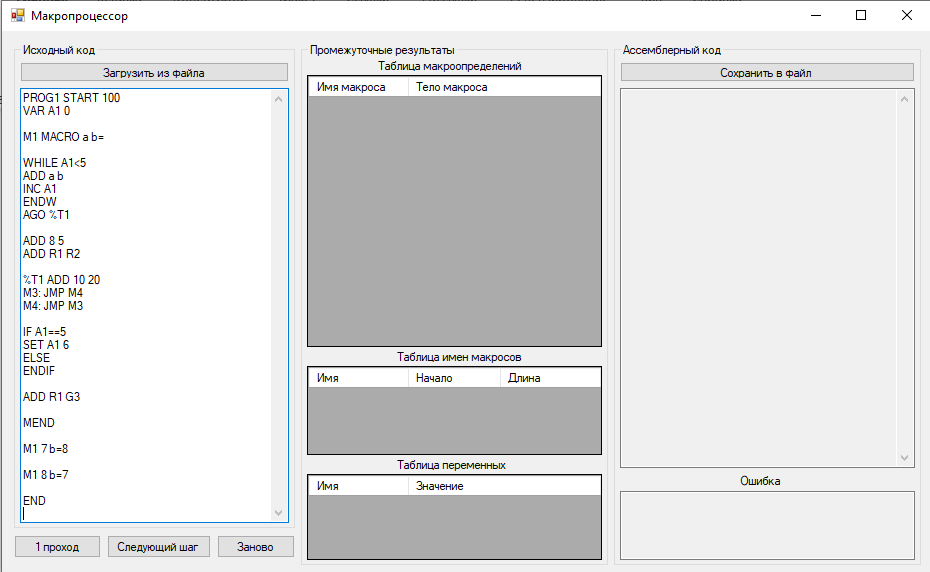 Макропроцессор
Исходный код
Загрузить из файла
PROG1 START 100
VAR A1 0
M1 MACRO a b=
WHILE A1<5
ADD a b
INC A1
ENDW
AGO %T1
ADD 8 5
ADD R1 R2
%T1 ADD 10 20
M3: JMP M4
M4: JMP M3
IF A1==5
SET A1 6
ELSE
ENDIF
ADD R1 G3
MEND
M1 7 b=8
M1 8 b=7
END
1 проход
Следующий шаг
Заново
Промежуточные результаты
Таблица макроопределений
Имя макроса
Тело макроса
Таблица имен макросов
Имя
Начало
Длина
Таблица переменных
Имя
Значение
Ассемблерный код
Сохранить в файл
Ошибка